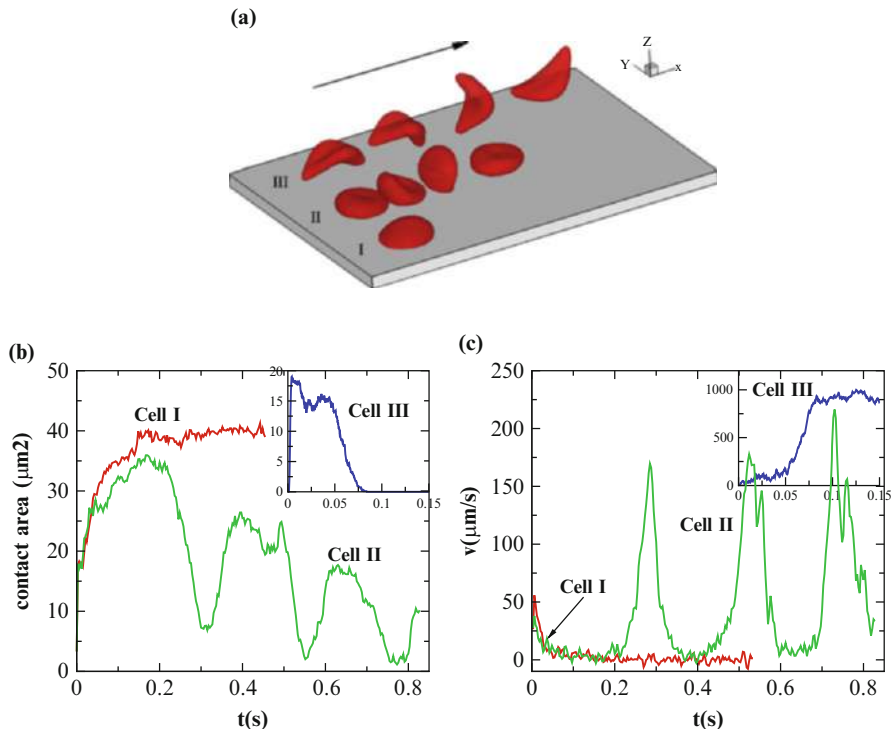 (a)
Z
Y
x
III
II
I
(b)
50
40
30
20
10
0
contact area (μm2)
0
0.2
0.4
0.6
0.8
t(s)
Cell I
Cell II
20
15
10
5
0
0
0.05
0.1
0.15
Cell III
(c)
250
200
150
100
50
0
v(μm/s)
0
0.2
0.4
0.6
0.8
t(s)
Cell I
Cell II
1000
750
500
250
0
0
0.05
0.1
0.15
Cell III